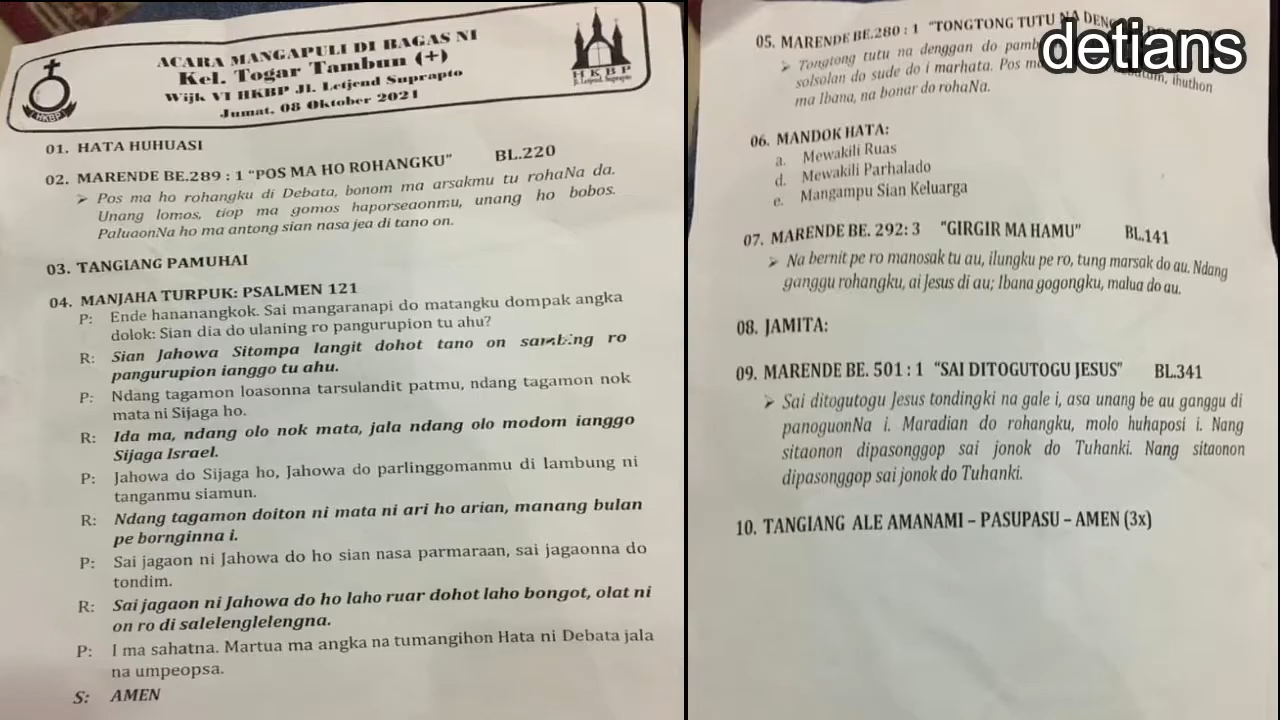 ACARA MANGAPULI DI BAGAS NI
Kel. Togar Tambun (+)
Wijk VI HKBP Jl. Letjend Suprapto
Jumat, 08 Oktober 2021
HKBP
HKBP
Jl. Letjend. Suprapto
01. HATA HUHUASI
02. MARENDE BE.289 : 1 "POS MA HO ROHANGKU" BL.220
➢ Pos ma ho rohangku di Debata, bonom ma arsakmu tu rohaNa da.
Unang lomos, tiop ma gomos haporseaonmu, unang ho bobos.
PaluaonNa ho ma antong sian nasa jea di tano on.
03. TANGIANG PAMUHAI
04. MANJAHA TURPUK: PSALMEN 121
P: Ende hananangkok. Sai mangaranapi do matangku dompak angka
dolok: Sian dia do ulaning ro pangurupion tu ahu?
R: Sian Jahowa Sitompa langit dohot tano on sambing ro
pangurupion ianggo tu ahu.
P: Ndang tagamon loasonna tarsulandit patmu, ndang tagamon nok
mata ni Sijaga ho.
R: Ida ma, ndang olo nok mata, jala ndang olo modom ianggo
Sijaga Israel.
P: Jahowa do Sijaga ho, Jahowa do parlinggomanmu di lambung ni
tanganmu siamun.
R: Ndang tagamon doiton ni mata ni ari ho arian, manang bulan
pe bornginna i.
P: Sai jagaon ni Jahowa do ho sian nasa parmaraan, sai jagaonna do
tondim.
R: Sai jagaon ni Jahowa do ho laho ruar dohot laho bongot, olat ni
on ro di salelenglelengna.
P: I ma sahatna. Martua ma angka na tumangihon Hata ni Debata jala
na umpeopsa.
S: AMEN
detians
05. MARENDE BE.280 : 1 "TONGTONG TUTU NA
➢ Tongtong tutu na denggan do
solsolan do sude do i marhata. Pos ihuthon
ma Ibana, na bonar do rohaNa.
06. MANDOK HATA:
a. Mewakili Ruas
d. Mewakili Parhalado
e. Mangampu Sian Keluarga
07. MARENDE BE. 292: 3 "GIRGIR MA HAMU" BL.141
➢ Na bernit pe ro manosak tu au, ilungku pe ro, tung marsak do au. Ndang
ganggu rohangku, ai Jesus di au; Ibana gogongku, malua do au.
08. JAMITA:
09. MARENDE BE. 501 : 1 "SAI DITOGUTOGU JESUS" BL.341
➢ Sai ditogutogu Jesus tondingki na gale i, asa unang be au ganggu di
panoguonNa i. Maradian do rohangku, molo huhaposi i. Nang
sitaonon dipasonggop sai jonok do Tuhanki. Nang sitaonon
dipasonggop sai jonok do Tuhanki.
10. TANGIANG ALE AMANAMI – PASUPASU – AMEN (3x)